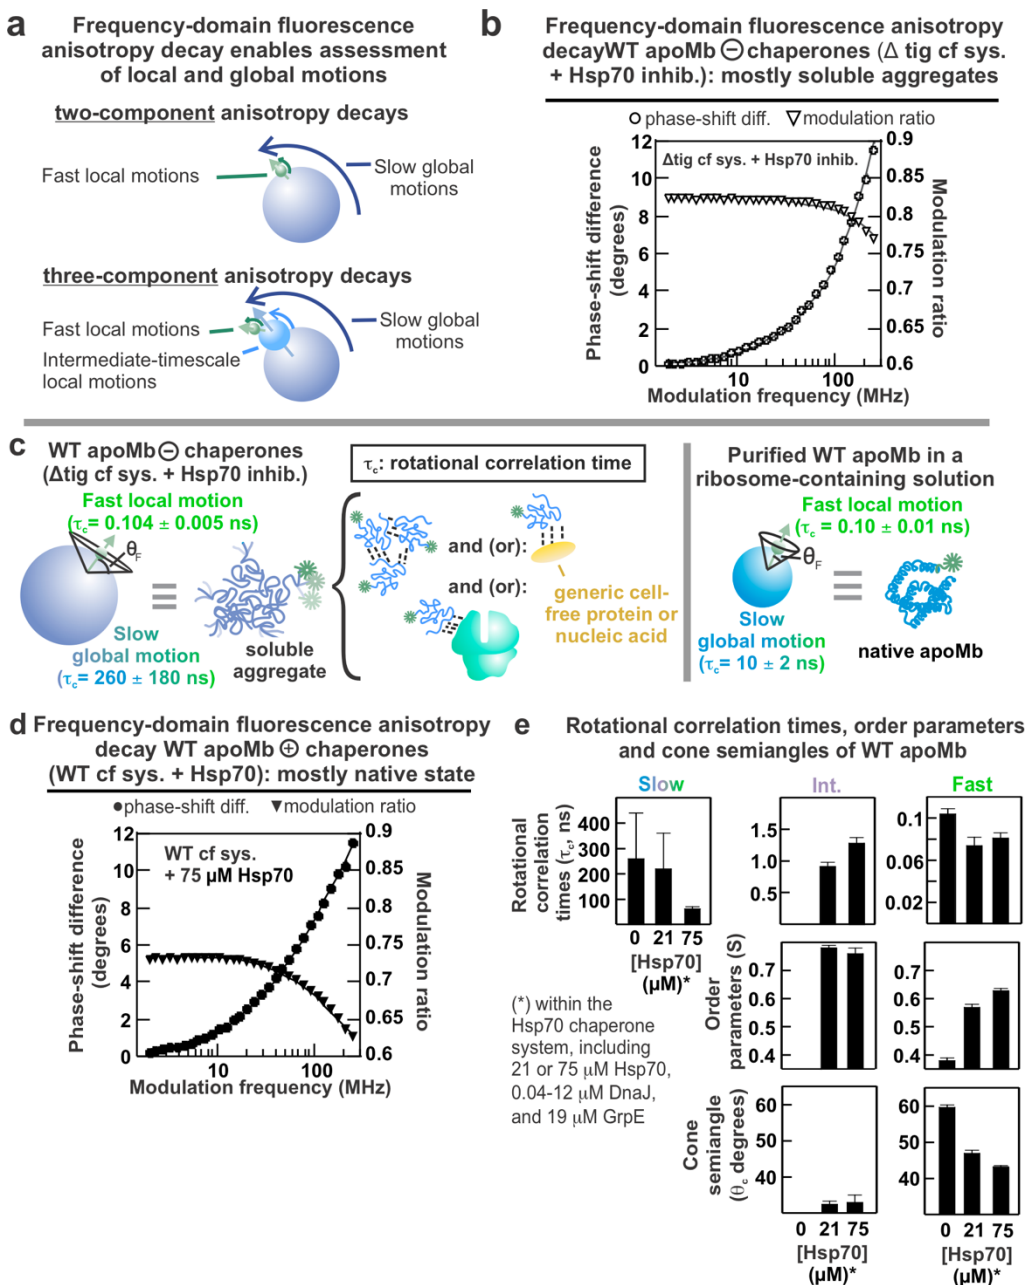 a
Frequency-domain fluorescence
anisotropy decay enables assessment
of local and global motions
two-component anisotropy decays
Fast local motions
Slow global
motions
three-component anisotropy decays
Fast local motions
Intermediate-timescale
local motions
Slow global
motions
b
Frequency-domain fluorescence anisotropy
decayWT apoMb ⊖ chaperones (Δ tig cf sys.
+ Hsp70 inhib.): mostly soluble aggregates
phase-shift diff.
modulation ratio
Δtig cf sys. + Hsp70 inhib.
Phase-shift difference
(degrees)
12
10
8
6
4
2
0
0.9
0.85
0.8
0.75
0.7
0.65
0.6
Modulation ratio
10
100
Modulation frequency (MHz)
c
WT apoMb ⊖ chaperones
(Δtig cf sys. + Hsp70 inhib.)
Fast local motion
(τc= 0.104 ± 0.005 ns)
θF
Slow
global motion
(τc= 260 ± 180 ns)
soluble
aggregate
τc: rotational correlation time
and (or):
and (or):
generic cell-
free protein or
nucleic acid
Purified WT apoMb in a
ribosome-containing solution
Fast local motion
(τc = 0.10 ± 0.01 ns)
θF
Slow
global motion
(τc = 10 ± 2 ns)
native apoMb
d
Frequency-domain fluorescence anisotropy
decay WT apoMb ⊕ chaperones
(WT cf sys. + Hsp70): mostly native state
phase-shift diff.
modulation ratio
WT cf sys.
+ 75 μM Hsp70
Phase-shift difference
(degrees)
12
10
8
6
4
2
0
0.9
0.85
0.8
0.75
0.7
0.65
0.6
Modulation ratio
10
100
Modulation frequency (MHz)
e
Rotational correlation times, order parameters
and cone semiangles of WT apoMb
Slow
Int.
Fast
Rotational
correlation
times (τc, ns)
400
300
200
100
0 21 75
[Hsp70]
(μM)*
1.5
1.0
0.5
0.1
0.06
0.02
Order
parameters (S)
0.7
0.6
0.5
0.4
0.7
0.6
0.5
0.4
Cone
semiangle
(θc degrees)
60
50
40
60
50
40
0 21 75
[Hsp70]
(μM)*
0 21 75
[Hsp70]
(μM)*
(*) within the
Hsp70 chaperone
system, including
21 or 75 μM Hsp70,
0.04-12 μM DnaJ,
and 19 μM GrpE